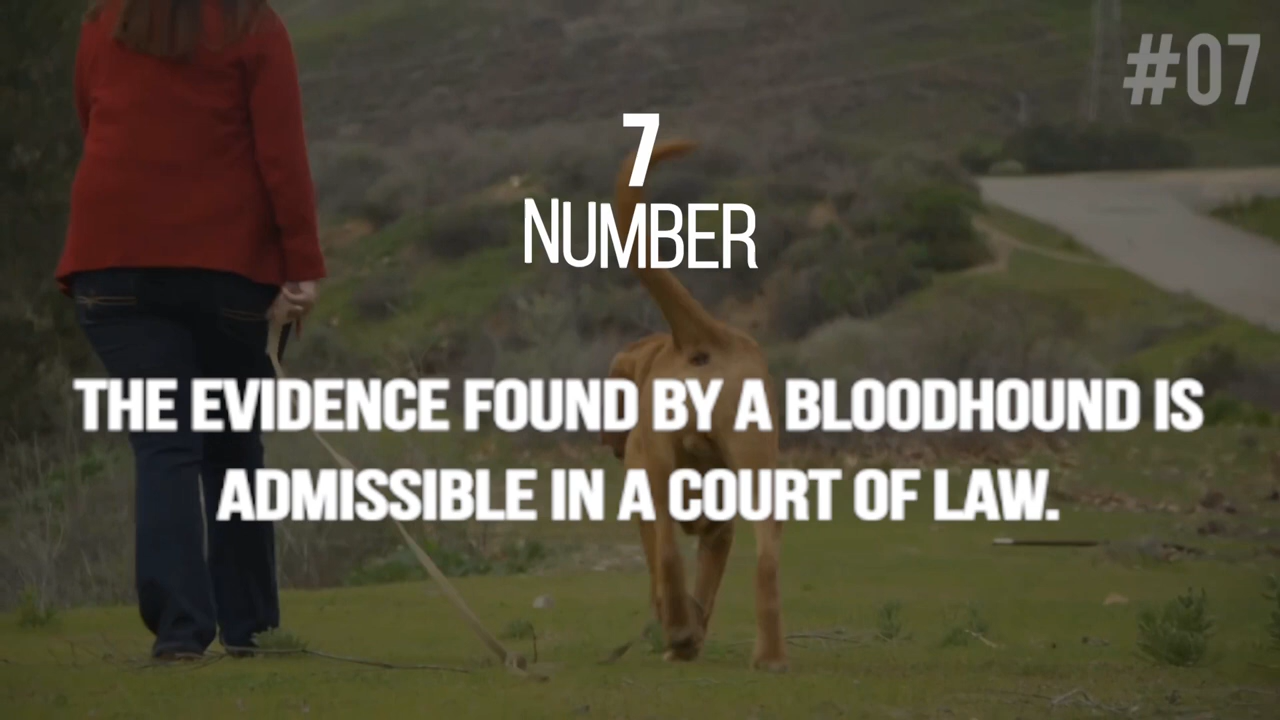 #07
7
NUMBER
THE EVIDENCE FOUND BY A BLOODHOUND IS
ADMISSIBLE IN A COURT OF LAW.